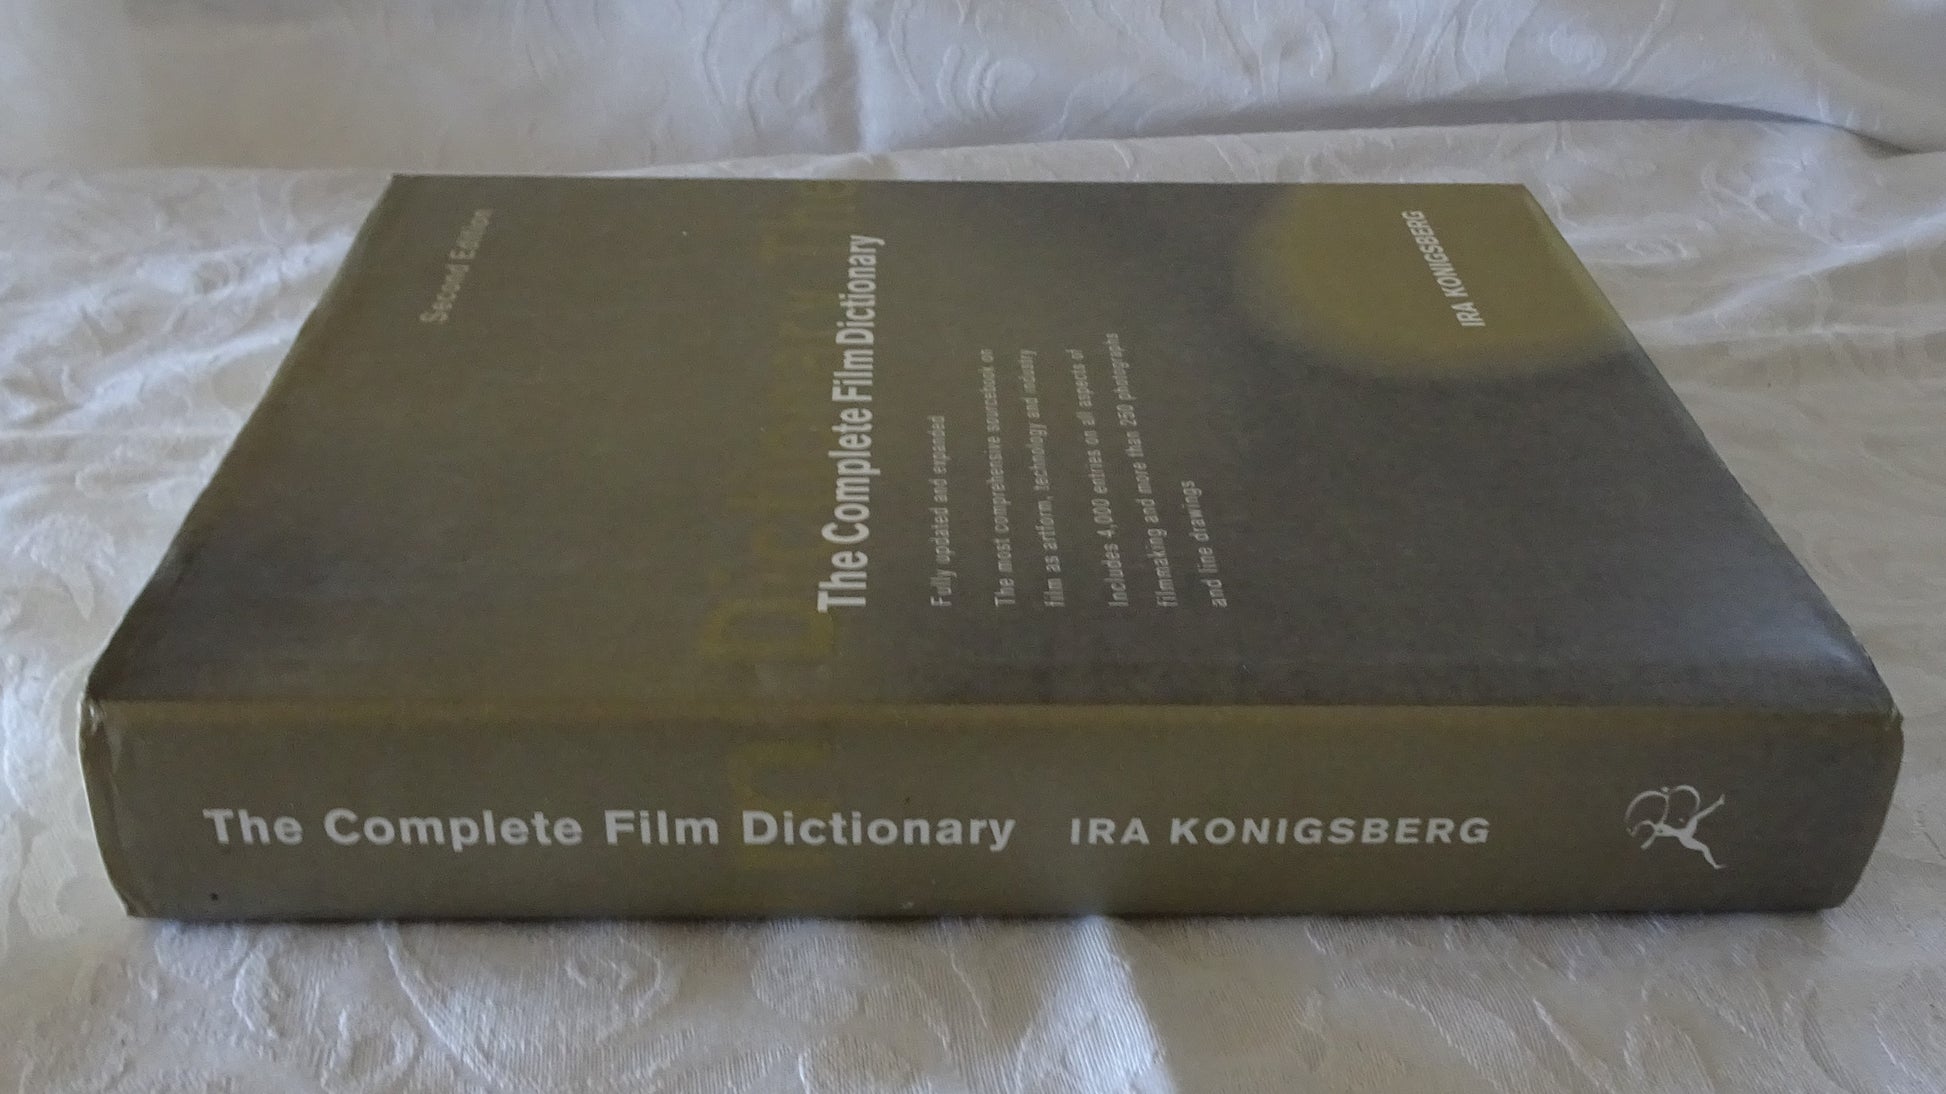 Second Edition
The Complete Film Dictionary
Fully updated and expanded
The most comprehensive sourcebook on
film as artform, technology and industry
Includes 4,000 entries on all aspects of
filmmaking and more than 250 photographs
and line drawings
IRA KONIGSBERG
The Complete Film Dictionary IRA KONIGSBERG